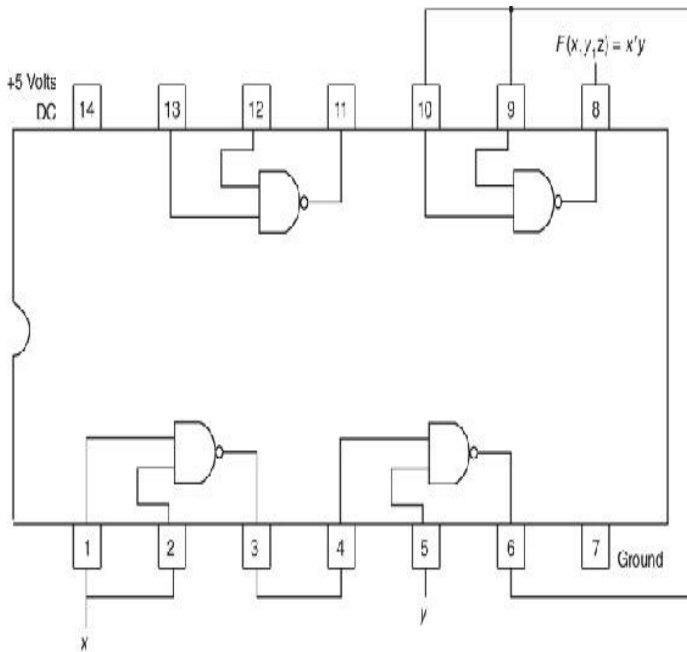 F(x,y,z) = x'y
+5 Volts
DC
14 13 12 11 10 9 8
1 2 3 4 5 6 7
Ground
x
y